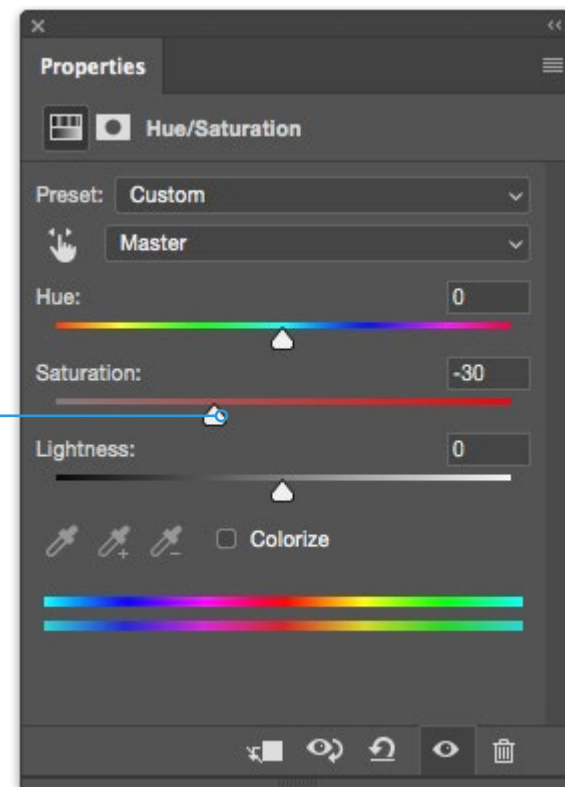 Properties
Hue/Saturation
Preset: Custom
Master
Hue: 0
Saturation: -30
Lightness: 0
Colorize